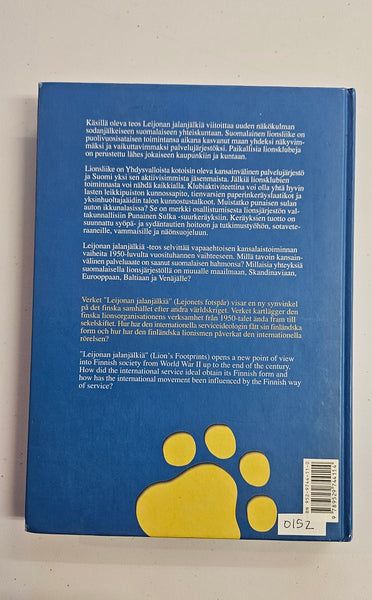 Käsillä oleva teos Leijonan jalanjälkiä viitoittaa uuden näkökulman
sodanjälkeiseen suomalaiseen yhteiskuntaan. Suomalainen lionsliike on
puolivuosisataisen toimintansa aikana kasvanut maan yhdeksi näkyvim-
mäksi ja vaikuttavimmaksi palvelujärjestöksi. Paikallisia lionsklubeja
on perustettu lähes jokaiseen kaupunkiin ja kuntaan.
Lionsliike on Yhdysvalloista kotoisin oleva kansainvälinen palvelujärjestö
ja Suomi yksi sen aktiivisimmista jäsenmaista. Jälkiä lionsklubien
toiminnasta voi nähdä kaikkialla. Klubiaktiviteettina voi olla yhtä hyvin
lasten leikkipuiston kunnossapito, tienvarsien paperinkeräyslaatikot ja
yksinhuoltajäidin talon kunnostustalkoot. Muistatko punaisen sulan
auton ikkunalasissa? Se on merkki osallistumisesta lionsjärjestön val-
takunnallisiin Punainen Sulka -suurkeräyksiin. Keräyksien tuotto on
suunnattu syöpä- ja sydäntautien hoitoon ja tutkimustyöhön, sotavete-
raaneille, vammaisille ja näönsuojeluun.
Leijonan jalanjälkiä -teos selvittää vapaaehtoisen kansalaistoiminnan
vaiheita 1950-luvulta vuosituhannen vaihteeseen. Millä tavoin kansain-
välinen palveluaate on saanut suomalaisen hahmonsa? Millaisia yhteyksiä
suomalaisella lionsjärjestöllä on muualle maailmaan, Skandinaviaan,
Eurooppaan, Baltiaan ja Venäjälle?
Verket "Leijonan jalanjälkiä" (Lejonets fotspår) visar en ny synvinkel
på det finska samhället efter andra världskriget. Verket kartlägger den
finska lionsorganisationens verksamhet från 1950-talet ända fram till
sekelskiftet. Hur har den internationella serviceideologin fått sin finländska
form och hur har den finländska lionismen påverkat den internationella
rörelsen?
"Leijonan jalanjälkiä" (Lion's Footprints) opens a new point of view
into Finnish society from World War II up to the end of the century.
How did the international service ideal obtain its Finnish form and
how has the international movement been influenced by the Finnish way
of service?
9 789529 744114
0152